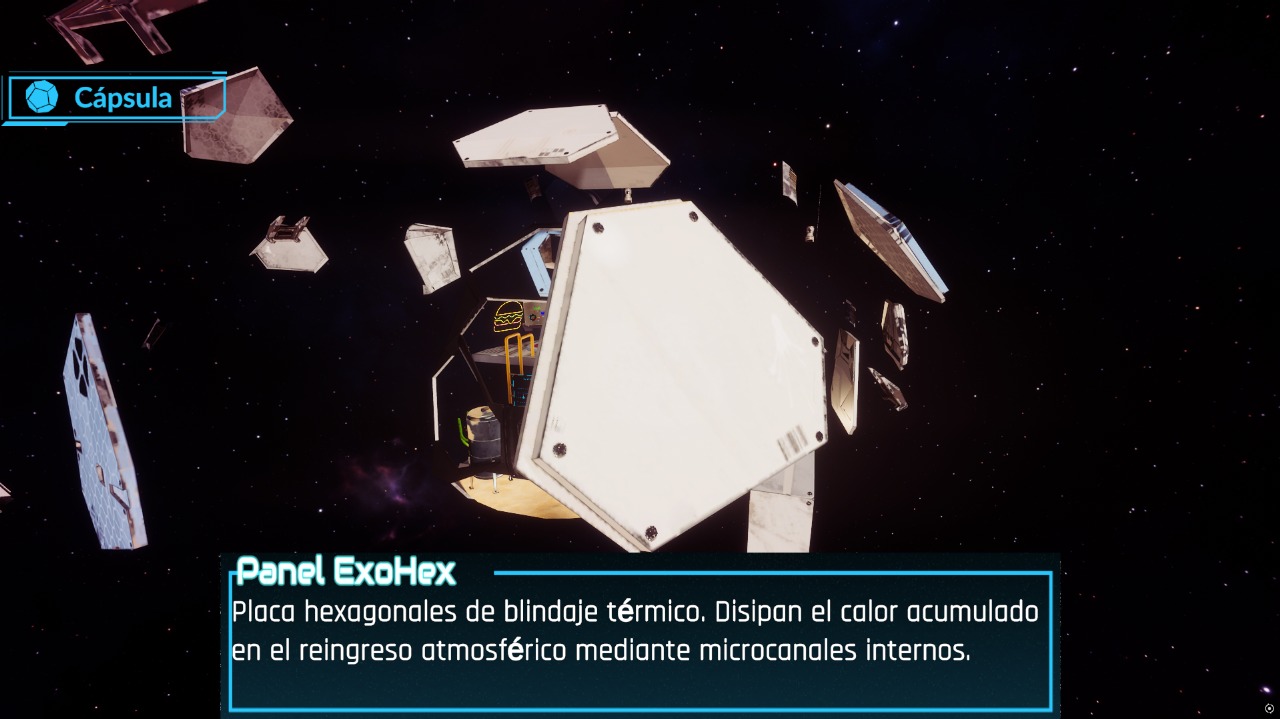 Cápsula
Panel ExoHex
Placa hexagonales de blindaje térmico. Disipan el calor acumulado
en el reingreso atmosférico mediante microcanales internos.